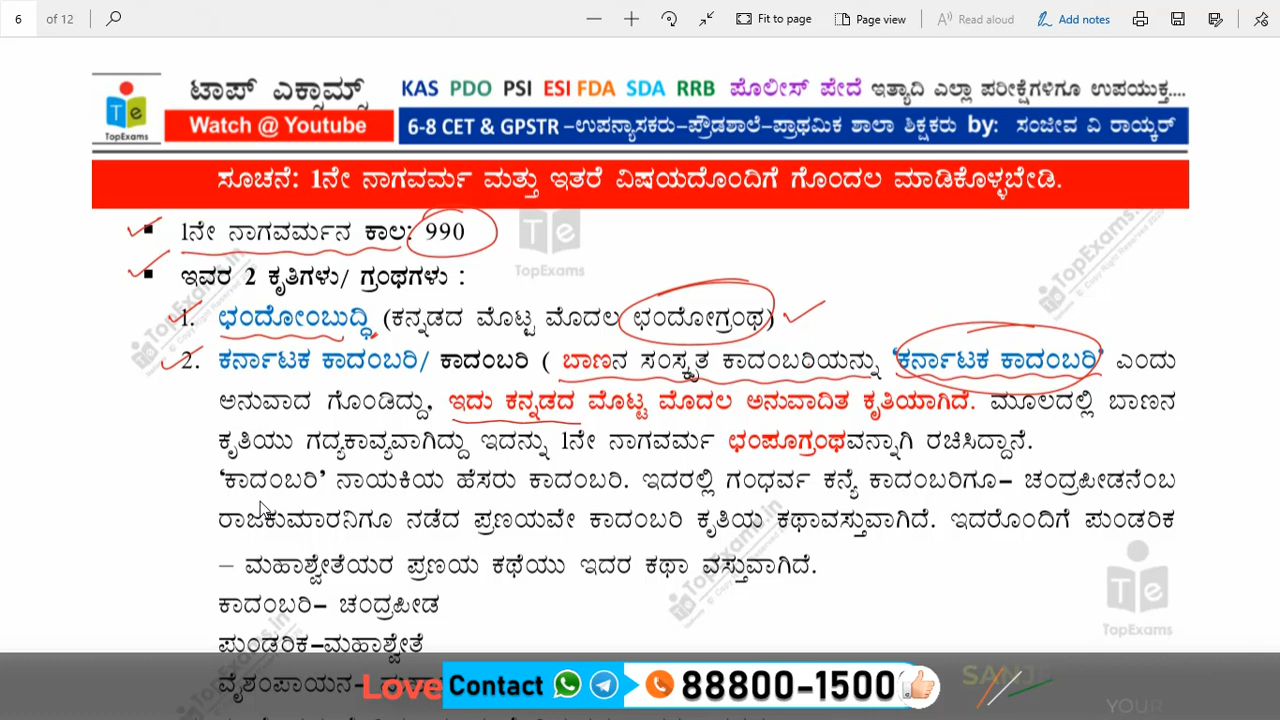 6 of 12 Fit to page Page view Read aloud Add notes
ಟಾಪ್ ಎಕ್ಸಾಮ್ಸ್ KAS PDO PSI ESI FDA SDA RRB ಪೊಲೀಸ್ ಪೇದೆ ಇತ್ಯಾದಿ ಎಲ್ಲಾ ಪರೀಕ್ಷೆಗಳಿಗೂ ಉಪಯುಕ್ತ....
TopExams Watch @ Youtube 6-8 CET & GPSTR –ಉಪನ್ಯಾಸಕರು–ಪ್ರೌಢಶಾಲೆ–ಪ್ರಾಥಮಿಕ ಶಾಲಾ ಶಿಕ್ಷಕರು by: ಸಂಜೀವ ವಿ ರಾಯ್ಕರ್
ಸೂಚನೆ: 1ನೇ ನಾಗವರ್ಮ ಮತ್ತು ಇತರೆ ವಿಷಯದೊಂದಿಗೆ ಗೊಂದಲ ಮಾಡಿಕೊಳ್ಳಬೇಡಿ.
▪ 1ನೇ ನಾಗವರ್ಮನ ಕಾಲ: 990
▪ ಇವರ 2 ಕೃತಿಗಳು/ ಗ್ರಂಥಗಳು :
1. ಛಂದೋಂಬುದ್ಧಿ (ಕನ್ನಡದ ಮೊಟ್ಟ ಮೊದಲ ಛಂದೋಗ್ರಂಥ)
2. ಕರ್ನಾಟಕ ಕಾದಂಬರಿ/ ಕಾದಂಬರಿ ( ಬಾಣನ ಸಂಸ್ಕೃತ ಕಾದಂಬರಿಯನ್ನು 'ಕರ್ನಾಟಕ ಕಾದಂಬರಿ' ಎಂದು
ಅನುವಾದ ಗೊಂಡಿದ್ದು, ಇದು ಕನ್ನಡದ ಮೊಟ್ಟ ಮೊದಲ ಅನುವಾದಿತ ಕೃತಿಯಾಗಿದೆ. ಮೂಲದಲ್ಲಿ ಬಾಣನ
ಕೃತಿಯು ಗದ್ಯಕಾವ್ಯವಾಗಿದ್ದು ಇದನ್ನು 1ನೇ ನಾಗವರ್ಮ ಛಂಪೂಗ್ರಂಥವನ್ನಾಗಿ ರಚಿಸಿದ್ದಾನೆ.
'ಕಾದಂಬರಿ' ನಾಯಕಿಯ ಹೆಸರು ಕಾದಂಬರಿ. ಇದರಲ್ಲಿ ಗಂಧರ್ವ ಕನ್ಯೆ ಕಾದಂಬರಿಗೂ– ಚಂದ್ರಪೀಡನೆಂಬ
ರಾಜಕುಮಾರನಿಗೂ ನಡೆದ ಪ್ರಣಯವೇ ಕಾದಂಬರಿ ಕೃತಿಯ ಕಥಾವಸ್ತುವಾಗಿದೆ. ಇದರೊಂದಿಗೆ ಪುಂಡರಿಕ
– ಮಹಾಶ್ವೇತೆಯರ ಪ್ರಣಯ ಕಥೆಯು ಇದರ ಕಥಾ ವಸ್ತುವಾಗಿದೆ.
ಕಾದಂಬರಿ– ಚಂದ್ರಪೀಡ
TopExams
ಪುಂಡರಿಕ–ಮಹಾಶ್ವೇತೆ
ವೈಶಂಪಾಯನ-
Love Contact 88800-1500
YOUR